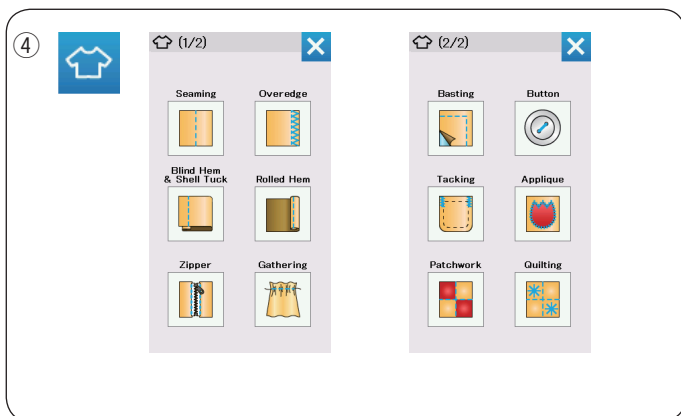 ④
(1/2)
Seaming
Overedge
Blind Hem
& Shell Tuck
Rolled Hem
Zipper
Gathering
(2/2)
Basting
Button
Tacking
Applique
Patchwork
Quilting